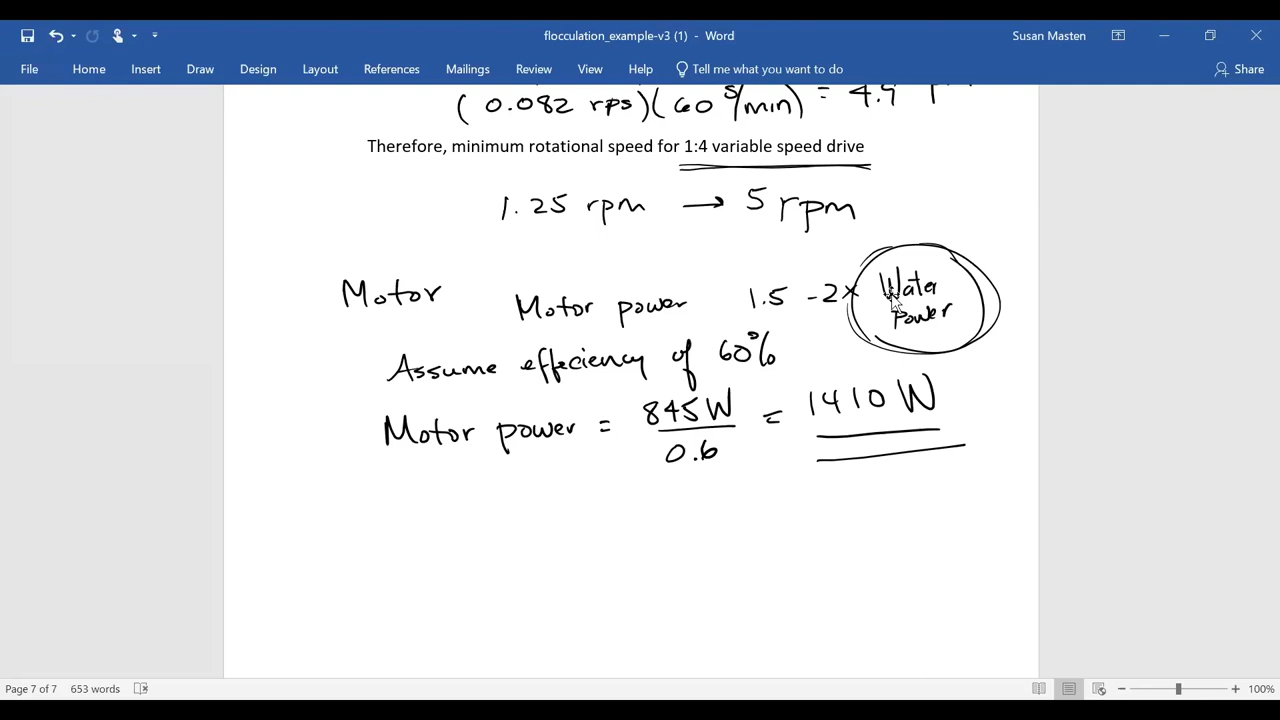 flocculation_example-v3 (1) - Word
Susan Masten
File Home Insert Draw Design Layout References Mailings Review View Help Tell me what you want to do Share
(0.082 rps)(60 s/min) = 4.9
Therefore, minimum rotational speed for 1:4 variable speed drive
1.25 rpm → 5 rpm
Motor Motor power 1.5 - 2x Water
Power
Assume effeciency of 60%
Motor power = 845W = 1410 W
0.6
Page 7 of 7 653 words 100%